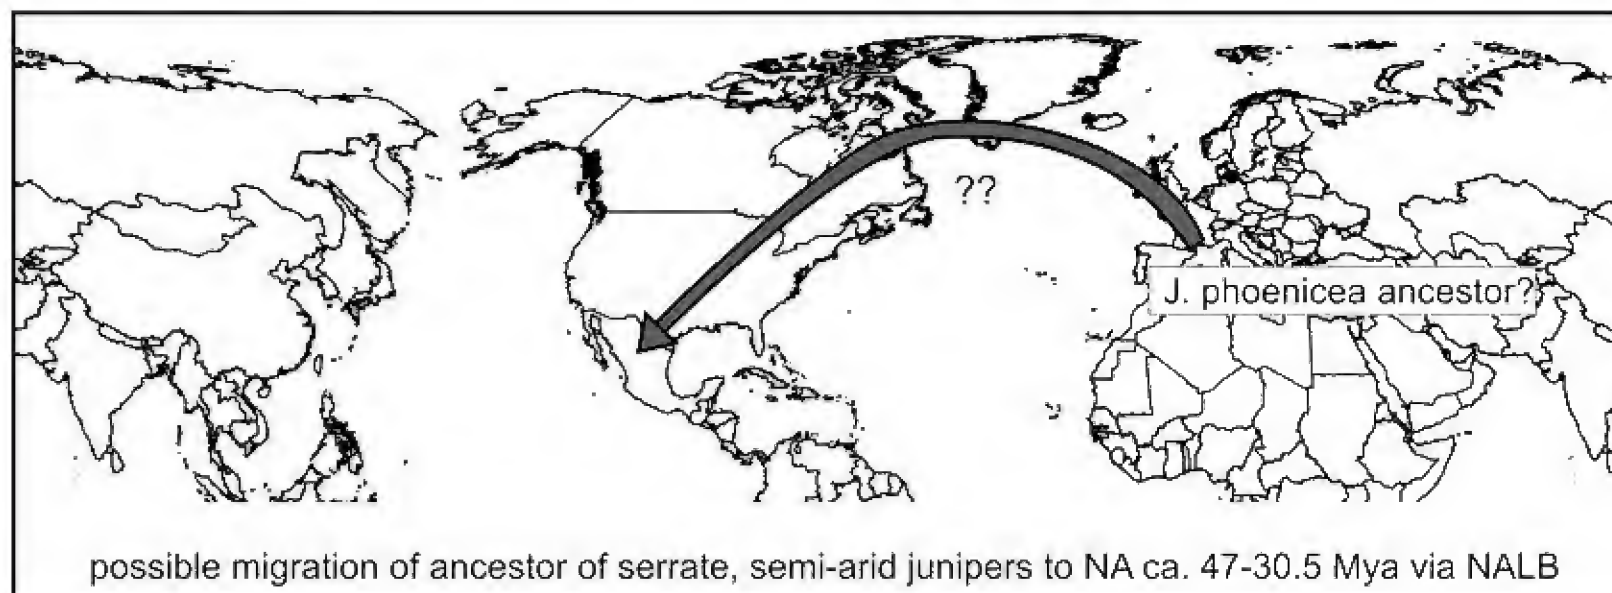 ??
J. phoenicea ancestor?
possible migration of ancestor of serrate, semi-arid junipers to NA ca. 47-30.5 Mya via NALB